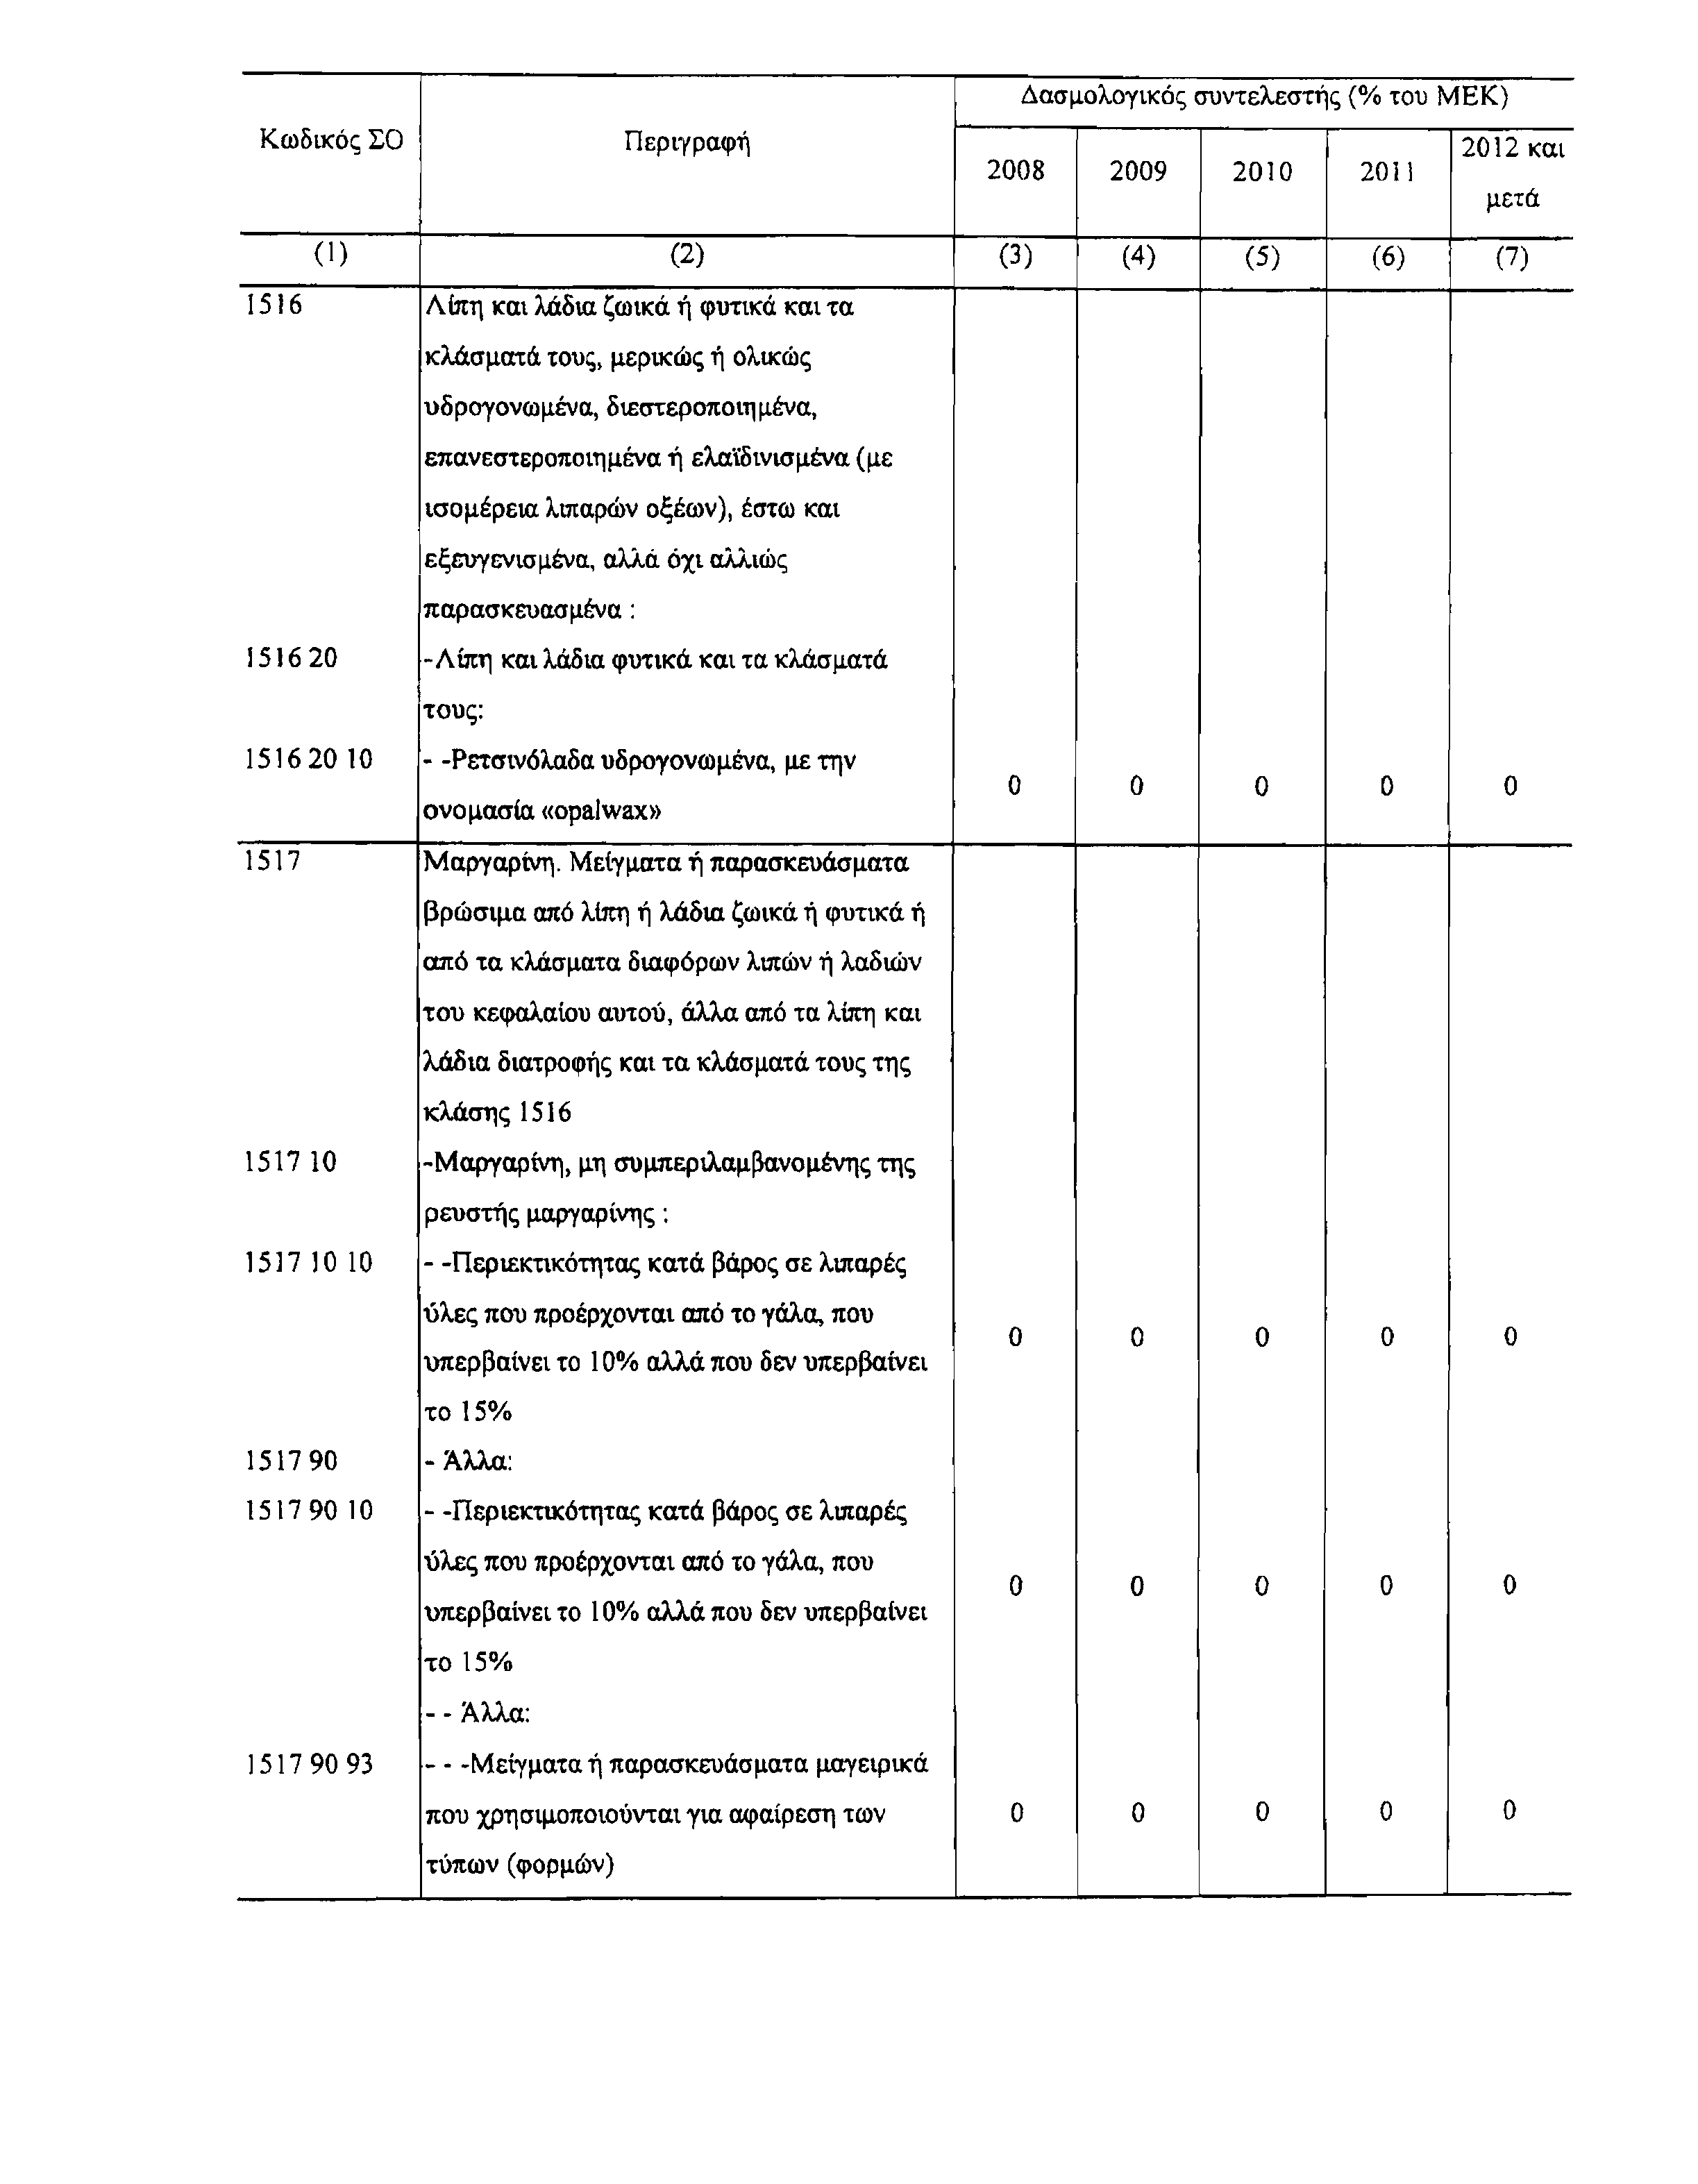 Κωδικός ΣΟ Περιγραφή Δασμολογικός συντελεστής (% του ΜΕΚ)
2008 2009 2010 2011 2012 και μετά
(1) (2) (3) (4) (5) (6) (7)
1516 Λίπη και λάδια ζωικά ή φυτικά και τα
κλάσματά τους, μερικώς ή ολικώς
υδρογονωμένα, διεστεροποιημένα,
επανεστεροποιημένα ή ελαϊδινισμένα (με
ισομέρεια λιπαρών οξέων), έστω και
εξευγενισμένα, αλλά όχι αλλιώς
παρασκευασμένα :
1516 20 -Λίπη και λάδια φυτικά και τα κλάσματά
τους:
1516 20 10 - -Ρετσινόλαδα υδρογονωμένα, με την
ονομασία «opalwax» 0 0 0 0 0
1517 Μαργαρίνη. Μείγματα ή παρασκευάσματα
βρώσιμα από λίπη ή λάδια ζωικά ή φυτικά ή
από τα κλάσματα διαφόρων λιπών ή λαδιών
του κεφαλαίου αυτού, άλλα από τα λίπη και
λάδια διατροφής και τα κλάσματά τους της
κλάσης 1516
1517 10 -Μαργαρίνη, μη συμπεριλαμβανομένης της
ρευστής μαργαρίνης :
1517 10 10 - -Περιεκτικότητας κατά βάρος σε λιπαρές
ύλες που προέρχονται από το γάλα, που
υπερβαίνει το 10% αλλά που δεν υπερβαίνει
το 15% 0 0 0 0 0
1517 90 - Άλλα:
1517 90 10 - -Περιεκτικότητας κατά βάρος σε λιπαρές
ύλες που προέρχονται από το γάλα, που
υπερβαίνει το 10% αλλά που δεν υπερβαίνει
το 15% 0 0 0 0 0
- - Άλλα:
1517 90 93 - - -Μείγματα ή παρασκευάσματα μαγειρικά
που χρησιμοποιούνται για αφαίρεση των 0 0 0 0 0
τύπων (φορμών)